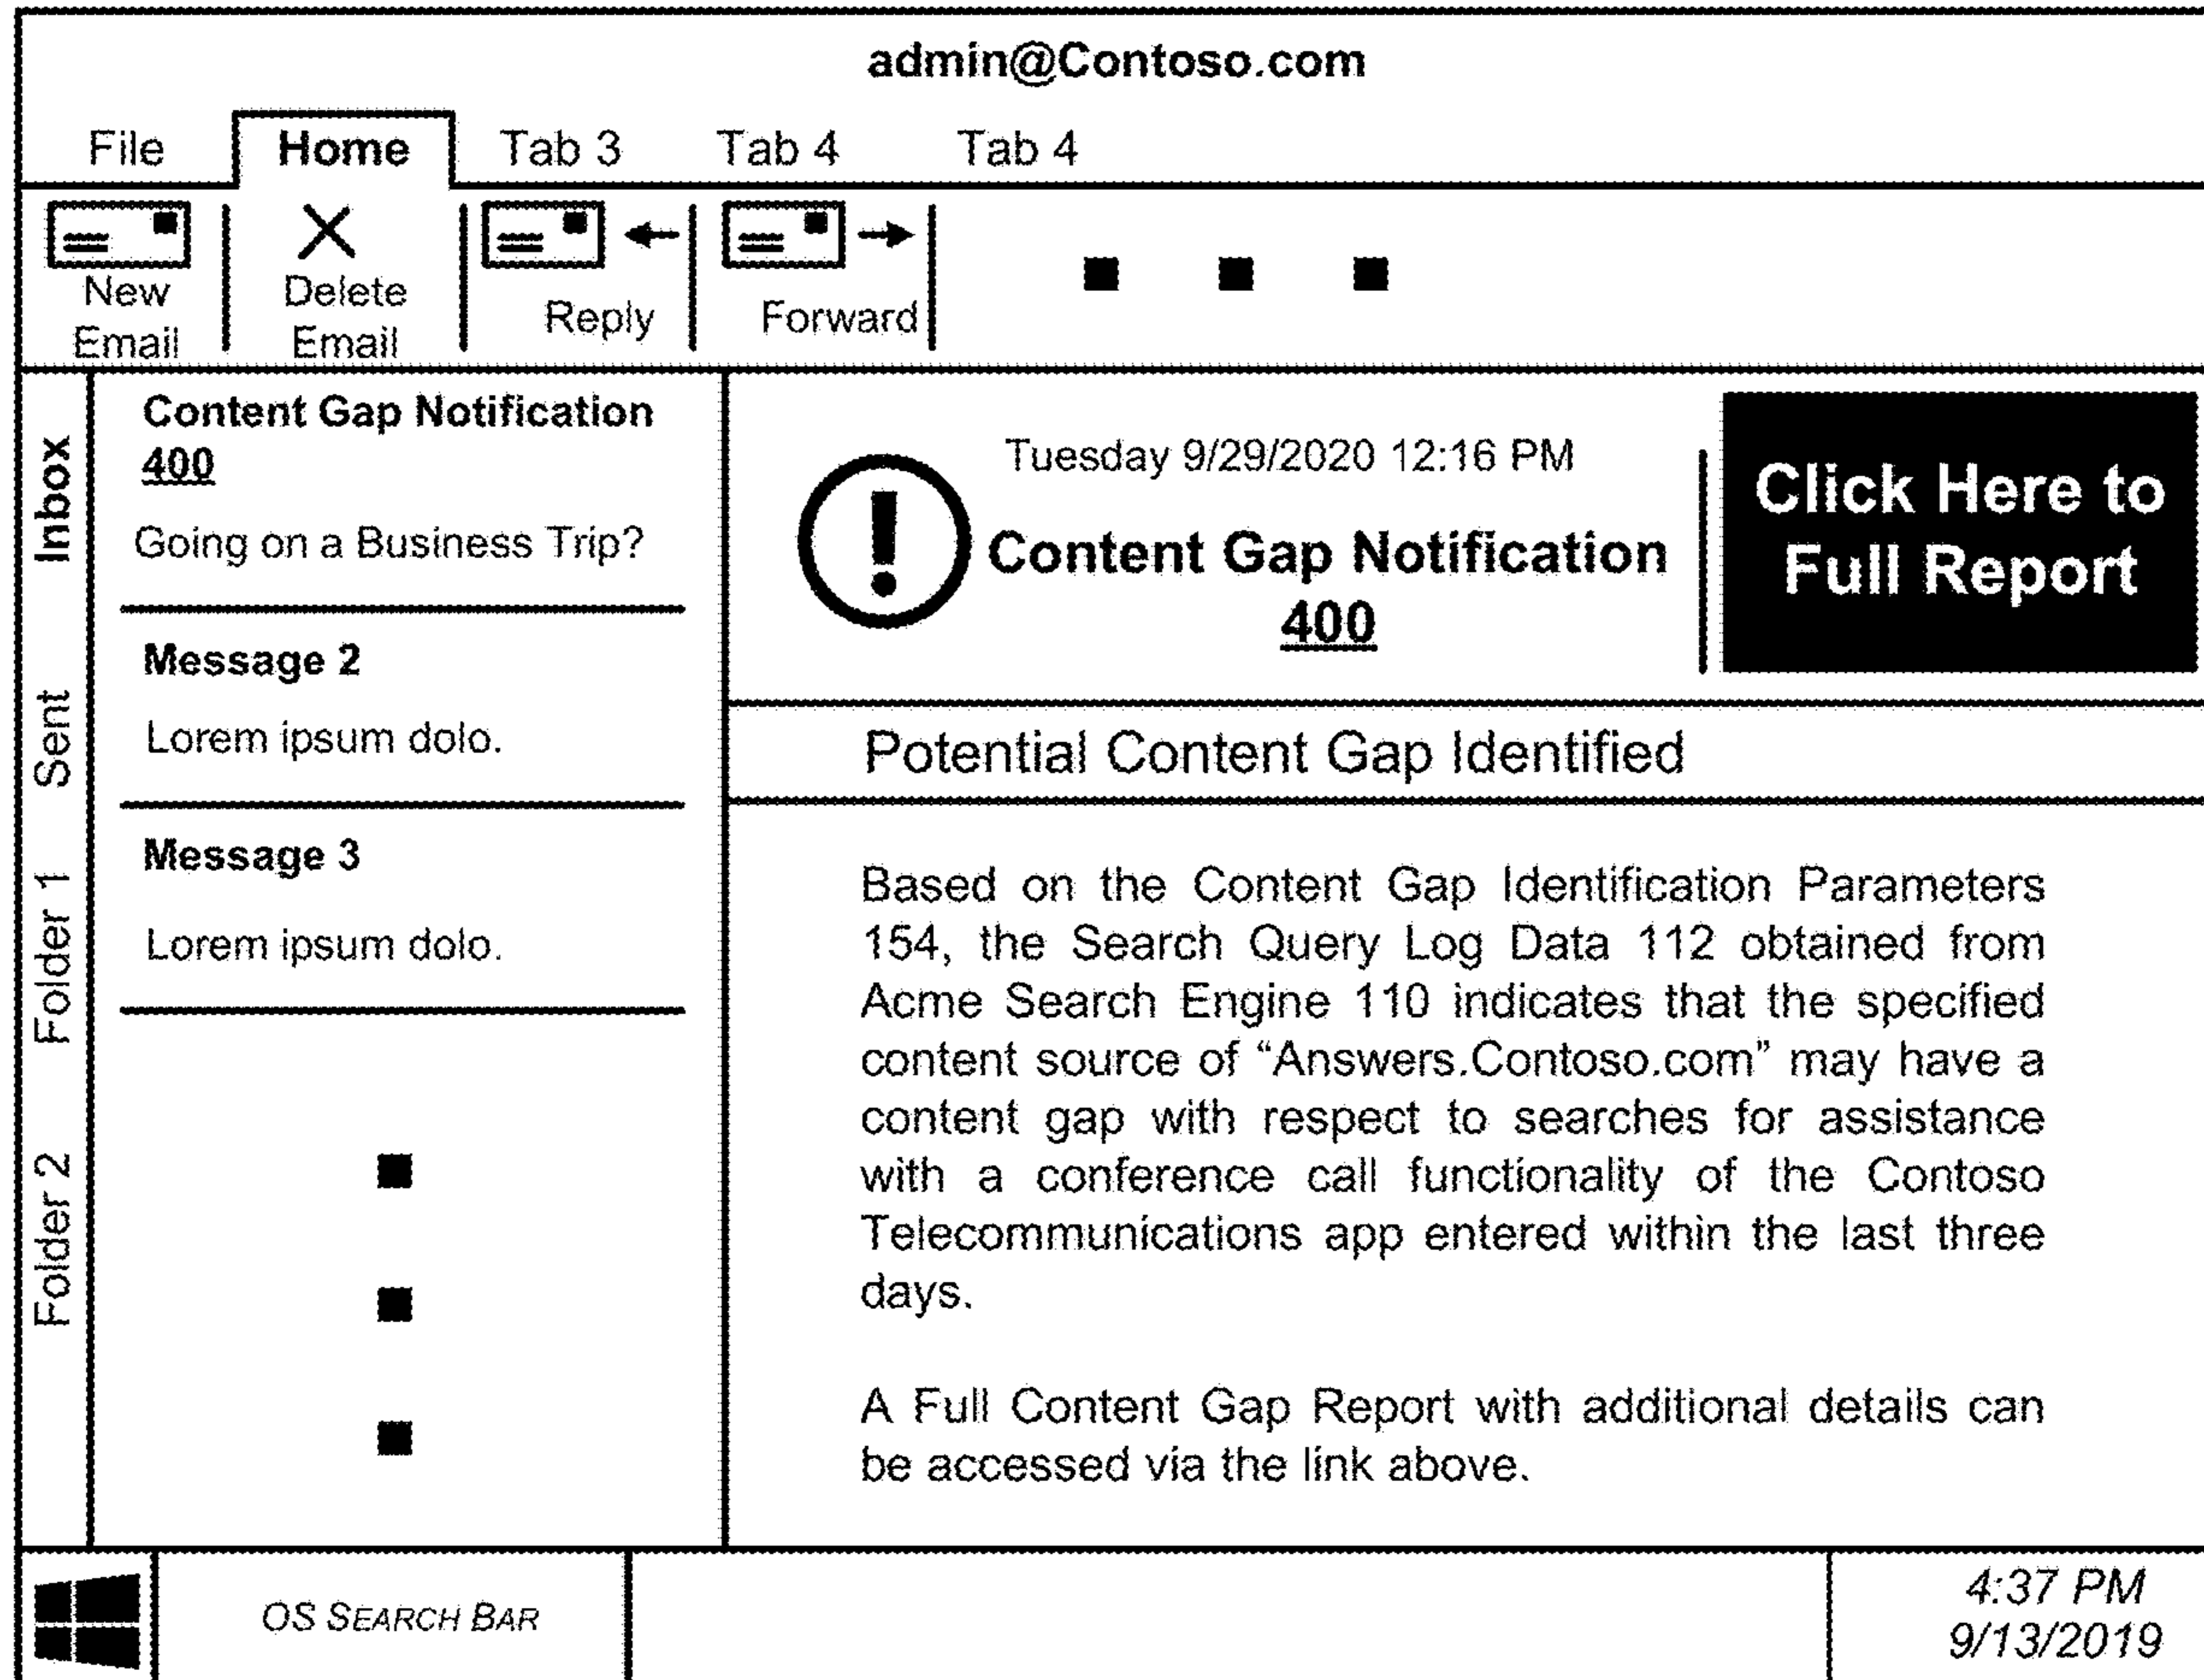 admin@Contoso.com
File Home Tab 3 Tab 4 Tab 4
New
Email
Delete
Email
Reply
Forward
Inbox
Sent
Folder 1
Folder 2
Content Gap Notification
400
Going on a Business Trip?
Message 2
Lorem ipsum dolo.
Message 3
Lorem ipsum dolo.
Tuesday 9/29/2020 12:16 PM
Content Gap Notification
400
Click Here to
Full Report
Potential Content Gap Identified
Based on the Content Gap Identification Parameters
154, the Search Query Log Data 112 obtained from
Acme Search Engine 110 indicates that the specified
content source of “Answers.Contoso.com” may have a
content gap with respect to searches for assistance
with a conference call functionality of the Contoso
Telecommunications app entered within the last three
days.
A Full Content Gap Report with additional details can
be accessed via the link above.
OS SEARCH BAR
4:37 PM
9/13/2019